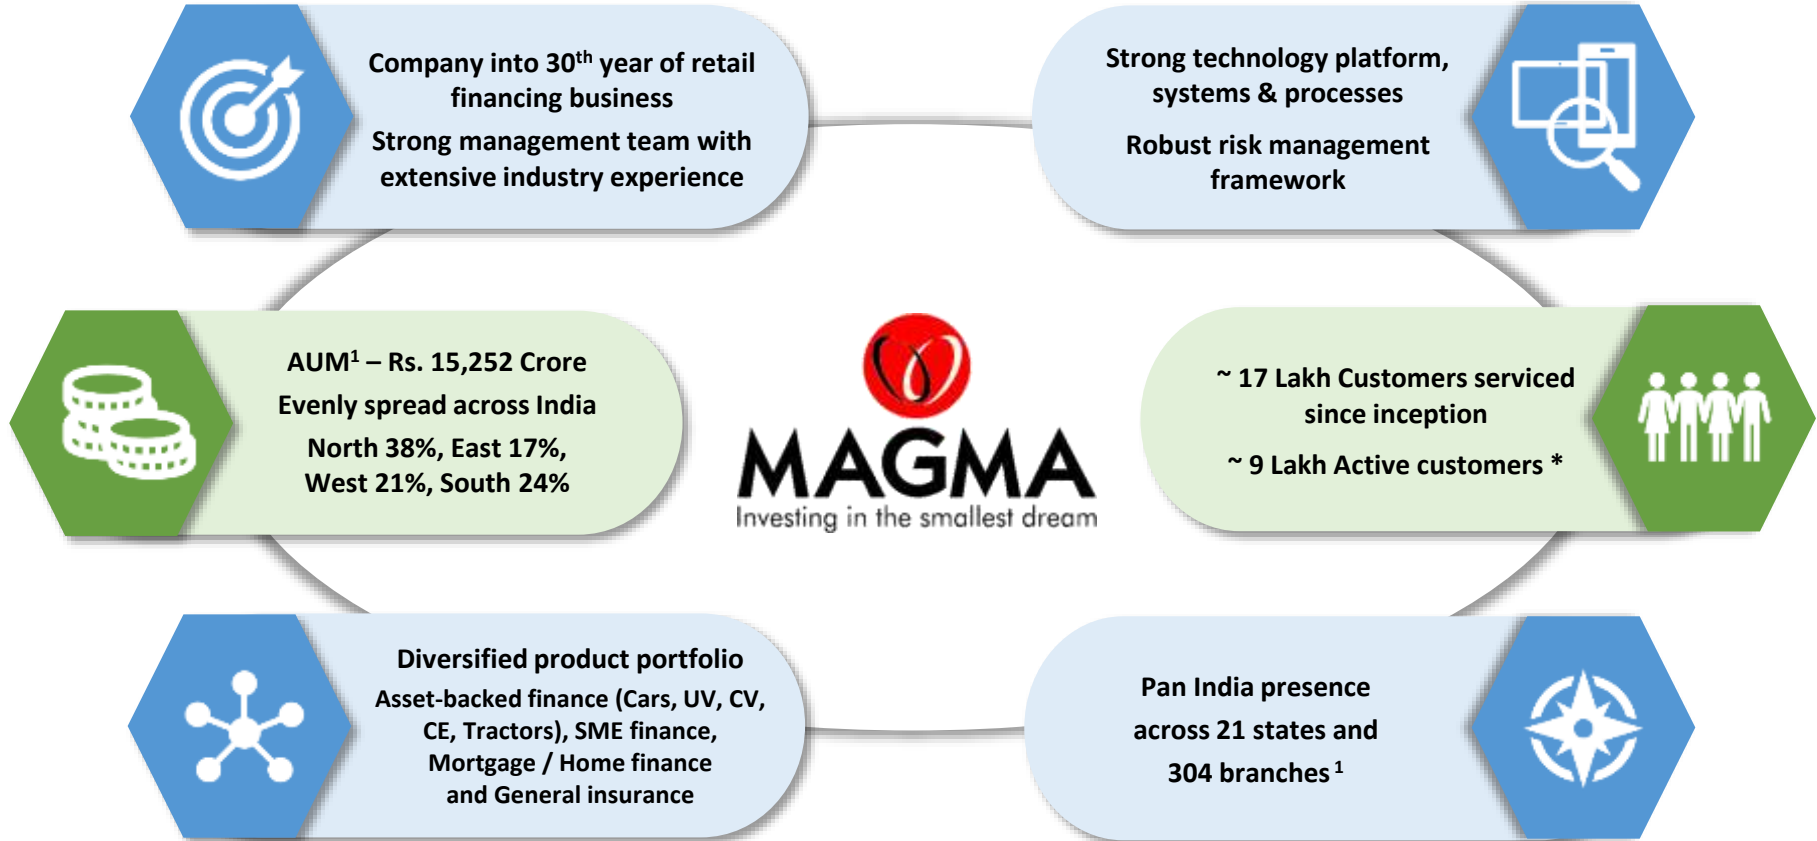 Company into 30th year of retail
financing business
Strong management team with
extensive industry experience
Strong technology platform,
systems & processes
Robust risk management
framework
AUM1 – Rs. 15,252 Crore
Evenly spread across India
North 38%, East 17%,
West 21%, South 24%
MAGMA
Investing in the smallest dream
~ 17 Lakh Customers serviced
since inception
~ 9 Lakh Active customers *
Diversified product portfolio
Asset-backed finance (Cars, UV, CV,
CE, Tractors), SME finance,
Mortgage / Home finance
and General insurance
Pan India presence
across 21 states and
304 branches 1